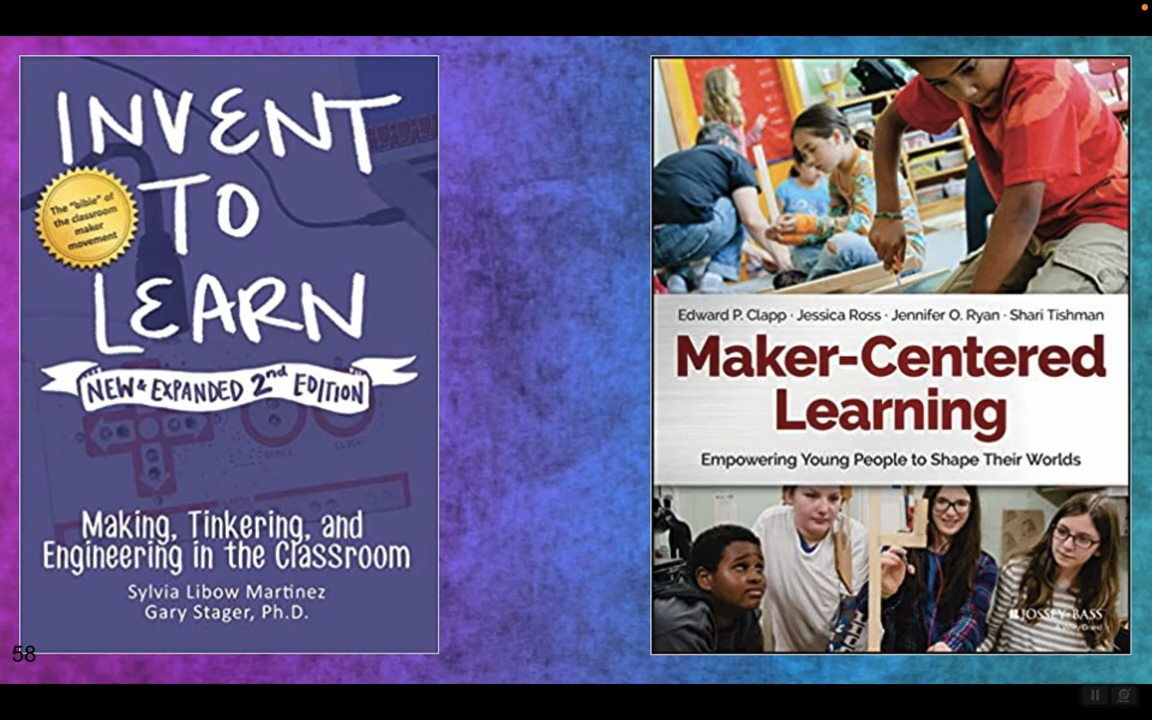 INVENT
TO
LEARN
The "bible" of
the classroom
maker
movement
NEW & EXPANDED 2nd EDITION
Making, Tinkering, and
Engineering in the Classroom
Sylvia Libow Martinez
Gary Stager, Ph.D.
58
Edward P. Clapp · Jessica Ross · Jennifer O. Ryan · Shari Tishman
Maker-Centered
Learning
Empowering Young People to Shape Their Worlds
JOSSEY-BASS
A Wiley Brand